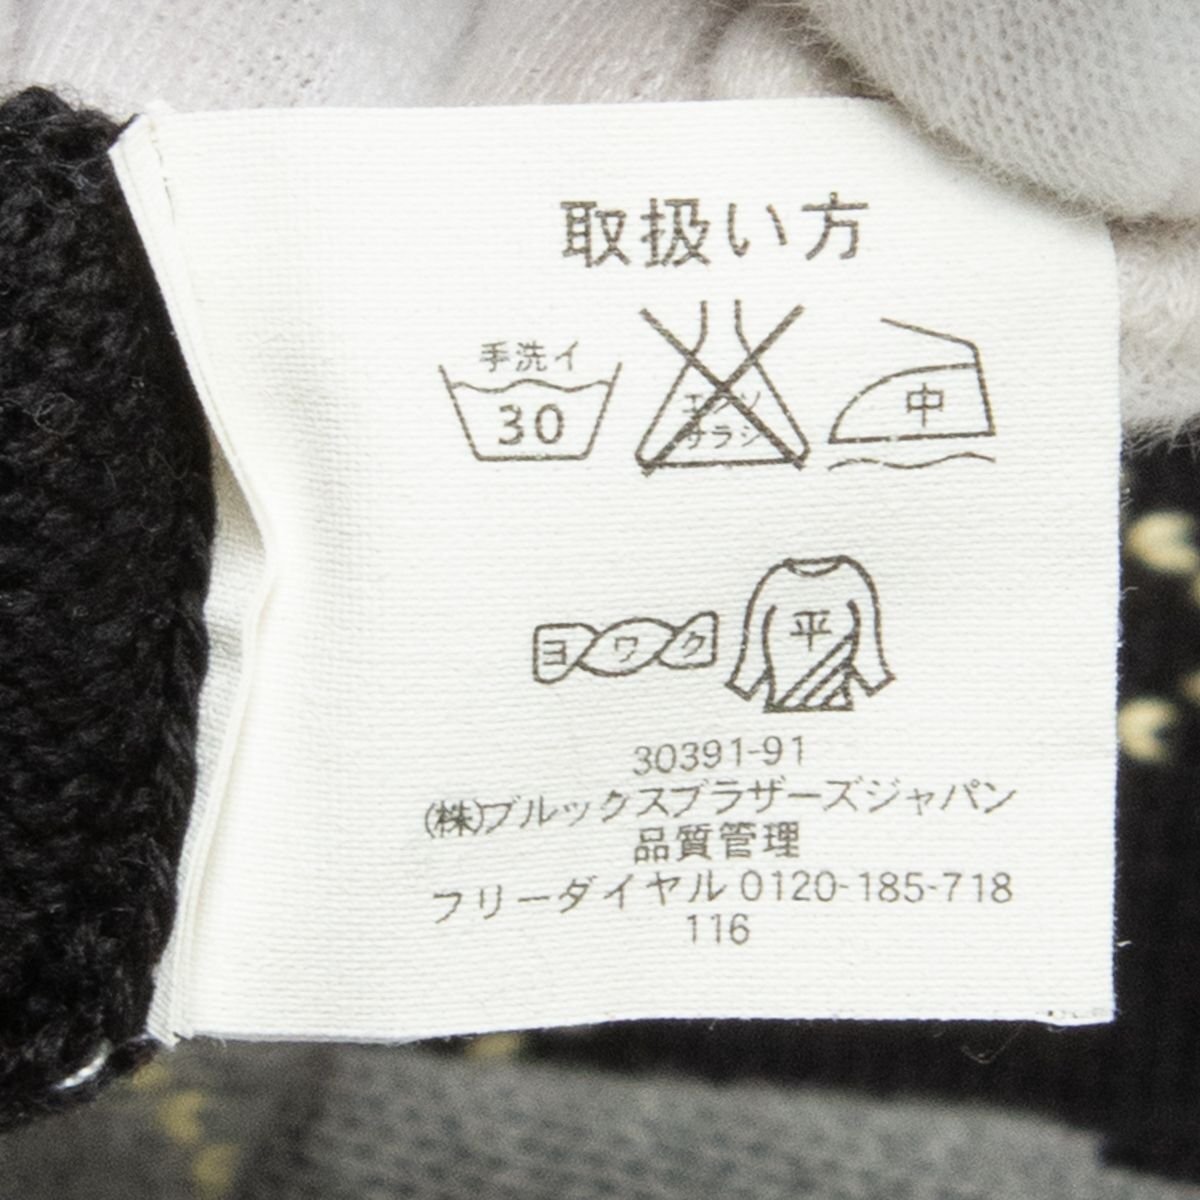 取扱い方
手洗イ
30
エンソ
サラシ
中
ヨワク
平
30391-91
(株)ブルックスブラザーズジャパン
品質管理
フリーダイヤル 0120-185-718
116